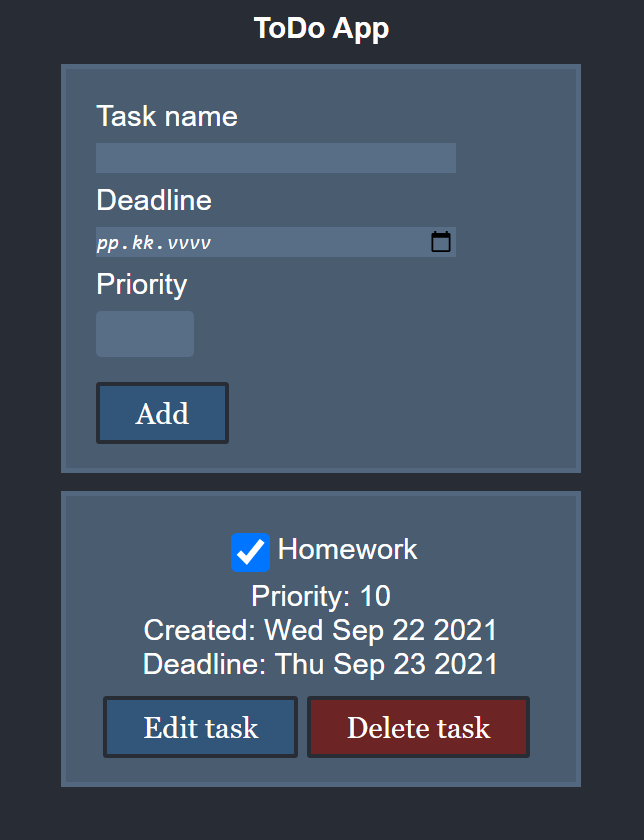 ToDo App
Task name
Deadline
pp.kk.vvvv
Priority
Add
Homework
Priority: 10
Created: Wed Sep 22 2021
Deadline: Thu Sep 23 2021
Edit task
Delete task